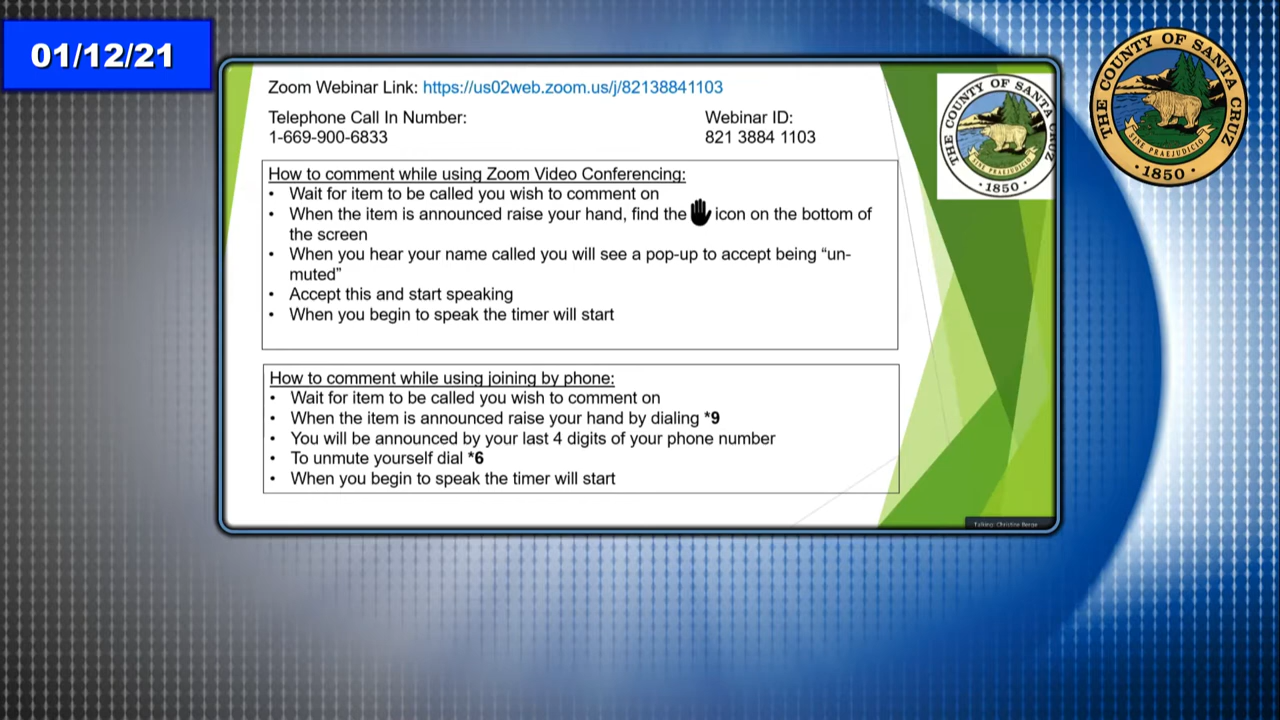 01/12/21
Zoom Webinar Link: https://us02web.zoom.us/j/82138841103
Telephone Call In Number:
1-669-900-6833
Webinar ID:
821 3884 1103
How to comment while using Zoom Video Conferencing:
• Wait for item to be called you wish to comment on
• When the item is announced raise your hand, find the icon on the bottom of
the screen
• When you hear your name called you will see a pop-up to accept being “un-
muted”
• Accept this and start speaking
• When you begin to speak the timer will start
How to comment while using joining by phone:
• Wait for item to be called you wish to comment on
• When the item is announced raise your hand by dialing *9
• You will be announced by your last 4 digits of your phone number
• To unmute yourself dial *6
• When you begin to speak the timer will start
THE COUNTY OF SANTA CRUZ
SINE PRAEJUDICIO
• 1850 •
THE COUNTY OF SANTA CRUZ
SINE PRAEJUDICIO
• 1850 •
Talking: Christine Berge